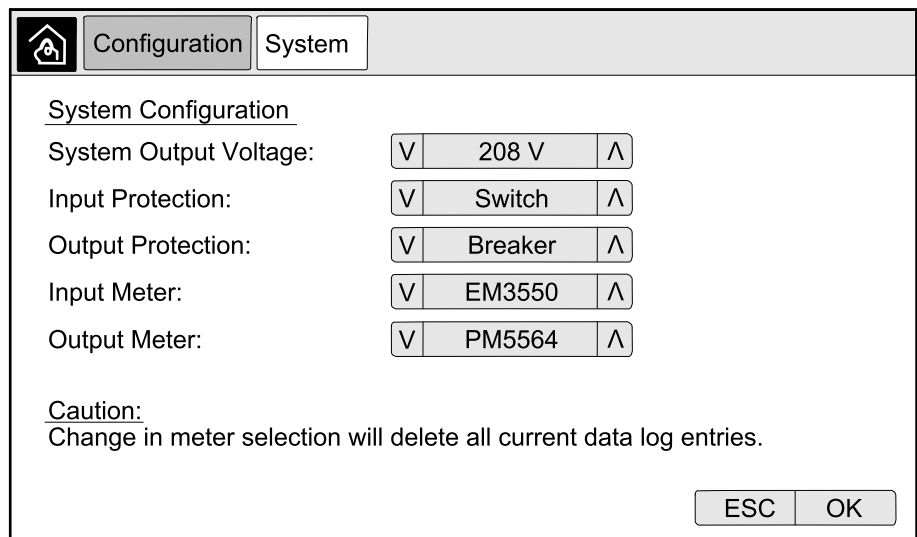 Configuration System
System Configuration
System Output Voltage: V 208 V Λ
Input Protection: V Switch Λ
Output Protection: V Breaker Λ
Input Meter: V EM3550 Λ
Output Meter: V PM5564 Λ
Caution:
Change in meter selection will delete all current data log entries.
ESC OK